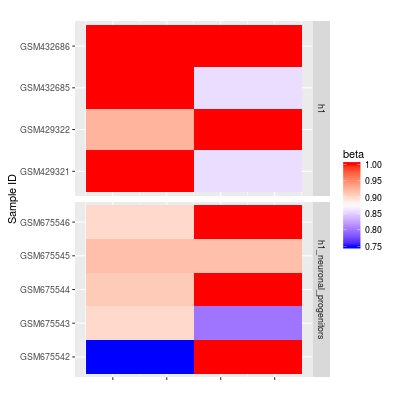 Sample ID
GSM432686
GSM432685
GSM429322
GSM429321
h1
GSM675546
GSM675545
GSM675544
GSM675543
GSM675542
h1_neuronal_progenitors
beta
1.00
0.95
0.90
0.85
0.80
0.75